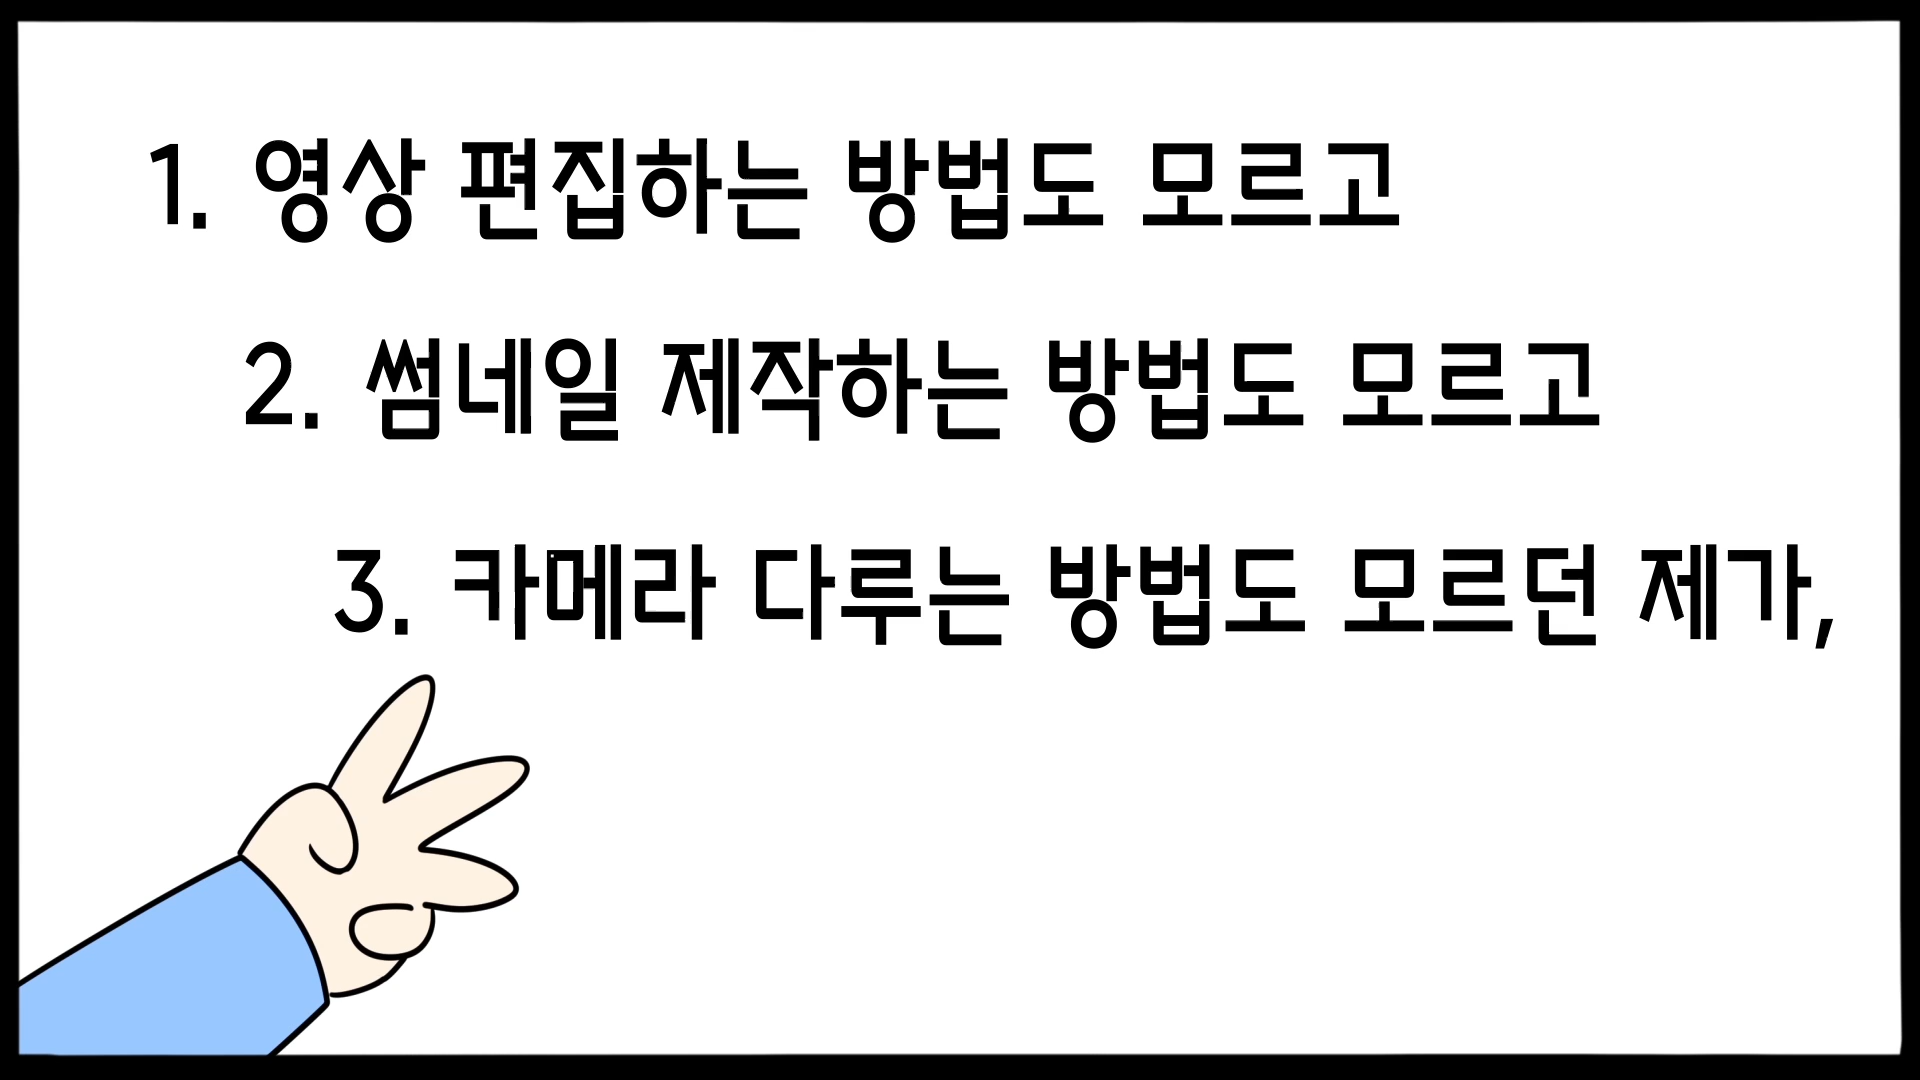 1. 영상 편집하는 방법도 모르고
2. 썸네일 제작하는 방법도 모르고
3. 카메라 다루는 방법도 모르던 제가,